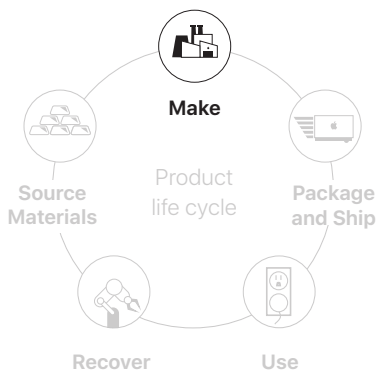 Make
Source
Materials
Product
life cycle
Package
and Ship
Recover
Use